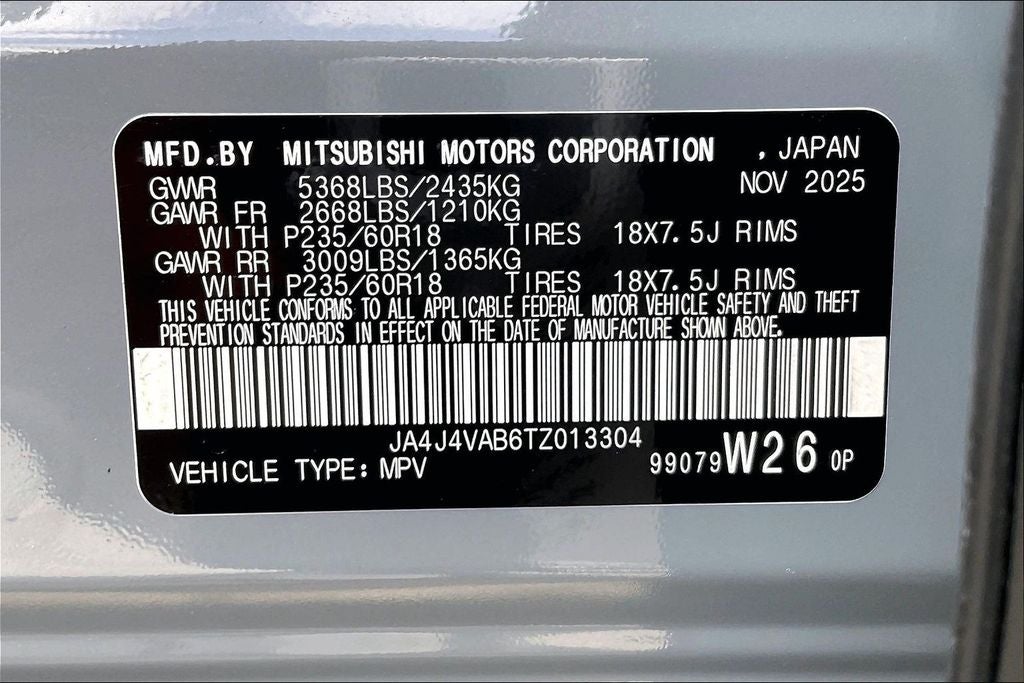 MFD.BY MITSUBISHI MOTORS CORPORATION , JAPAN
GVWR 5368LBS/2435KG NOV 2025
GAWR FR 2668LBS/1210KG
WITH P235/60R18 TIRES 18X7.5J RIMS
GAWR RR 3009LBS/1365KG
WITH P235/60R18 TIRES 18X7.5J RIMS
THIS VEHICLE CONFORMS TO ALL APPLICABLE FEDERAL MOTOR VEHICLE SAFETY AND THEFT
PREVENTION STANDARDS IN EFFECT ON THE DATE OF MANUFACTURE SHOWN ABOVE.
JA4J4VAB6TZ013304
VEHICLE TYPE: MPV 99079 W26 0P